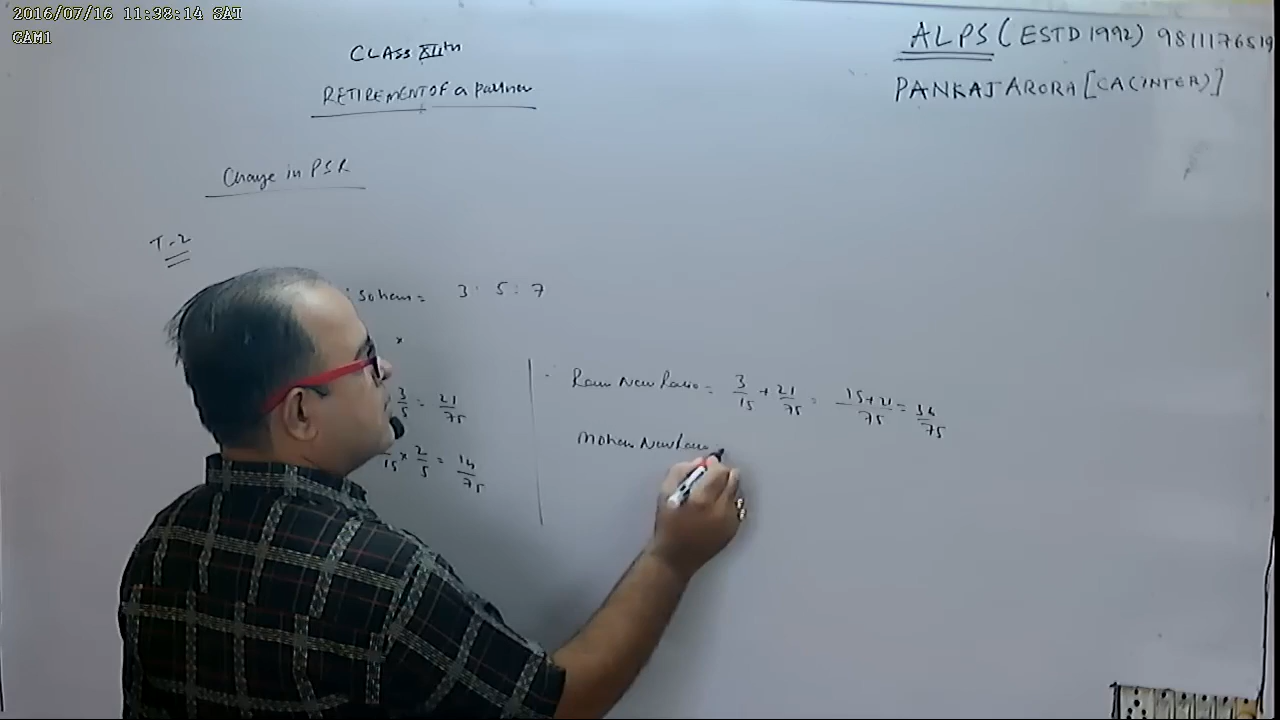 2016/07/16 11:38:14 SAT
CAM1
CLASS XIIth
RETIREMENT OF a Partner
ALPS (ESTD 1992) 9811176519
PANKAJ ARORA [CA(INTER)]
Change in PSR
T-2
Sohan = 3 : 5 : 7
×
3/5 = 21/75
/15 × 2/5 = 14/75
Ram New Ratio = 3/15 + 21/75 = 15+21/75 = 36/75
Mohan New Ratio